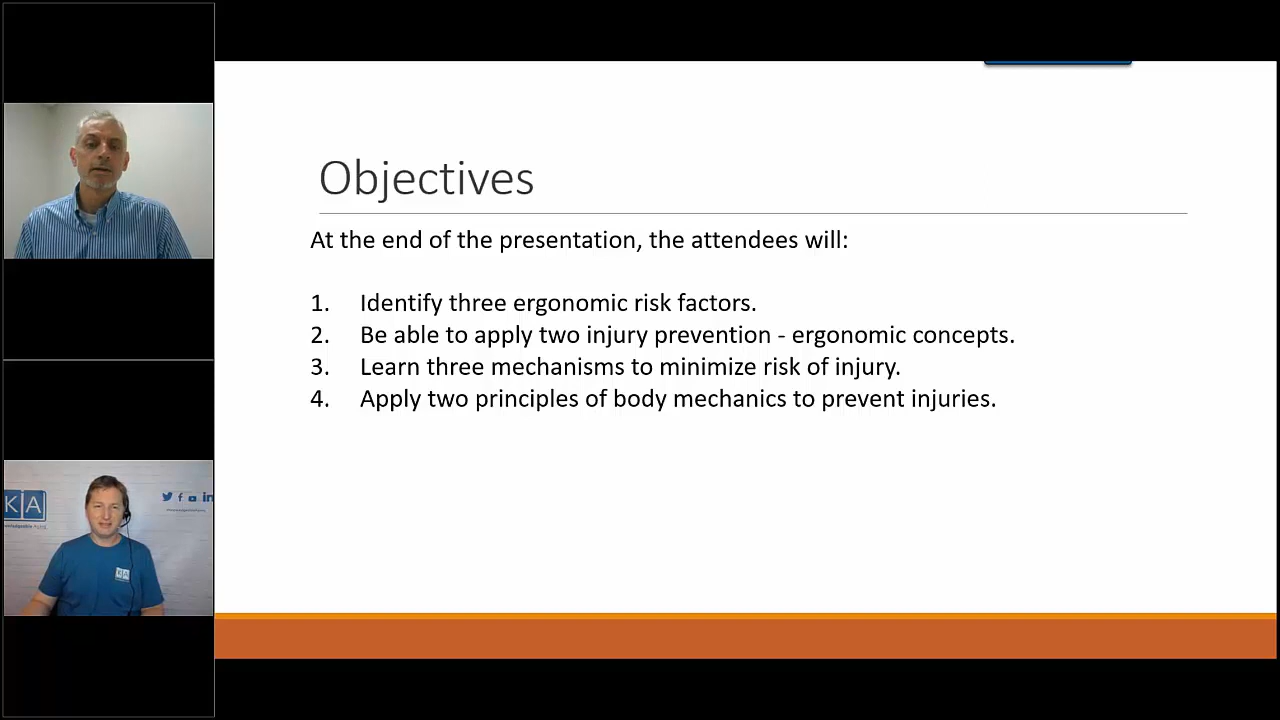 Objectives
At the end of the presentation, the attendees will:
1. Identify three ergonomic risk factors.
2. Be able to apply two injury prevention - ergonomic concepts.
3. Learn three mechanisms to minimize risk of injury.
4. Apply two principles of body mechanics to prevent injuries.
KA
KA